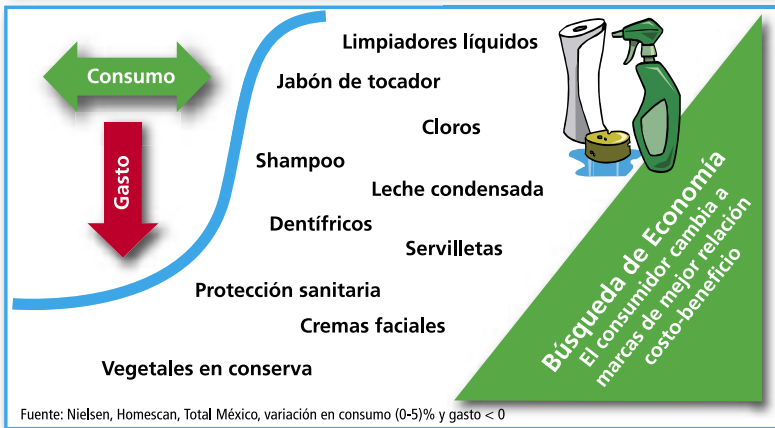 Limpiadores líquidos
Consumo
Jabón de tocador
Cloros
Shampoo
Gasto
Leche condensada
Dentífricos
Servilletas
Protección sanitaria
Cremas faciales
Vegetales en conserva
Búsqueda de Economía
El consumidor cambia a
marcas de mejor relación
costo-beneficio
Fuente: Nielsen, Homescan, Total México, variación en consumo (0-5)% y gasto < 0